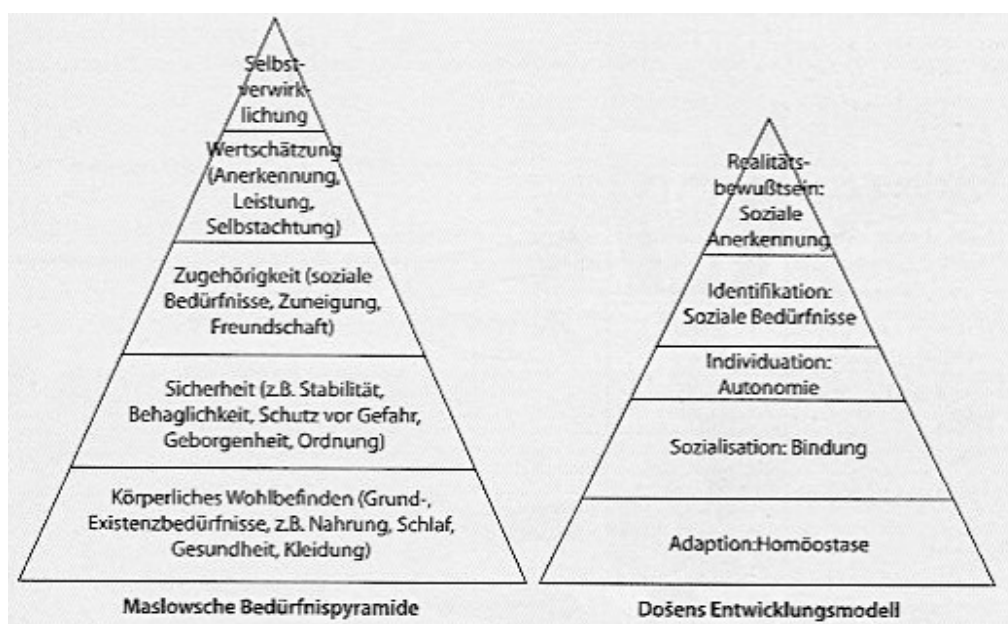 Selbst-
verwirk-
lichung
Wertschätzung
(Anerkennung,
Leistung,
Selbstachtung)
Zugehörigkeit (soziale
Bedürfnisse, Zuneigung,
Freundschaft)
Sicherheit (z.B. Stabilität,
Behaglichkeit, Schutz vor Gefahr,
Geborgenheit, Ordnung)
Körperliches Wohlbefinden (Grund-,
Existenzbedürfnisse, z.B. Nahrung, Schlaf,
Gesundheit, Kleidung)
Maslowsche Bedürfnispyramide
Realitäts-
bewußtsein:
Soziale
Anerkennung
Identifikation:
Soziale Bedürfnisse
Individuation:
Autonomie
Sozialisation: Bindung
Adaption:Homöostase
Došens Entwicklungsmodell